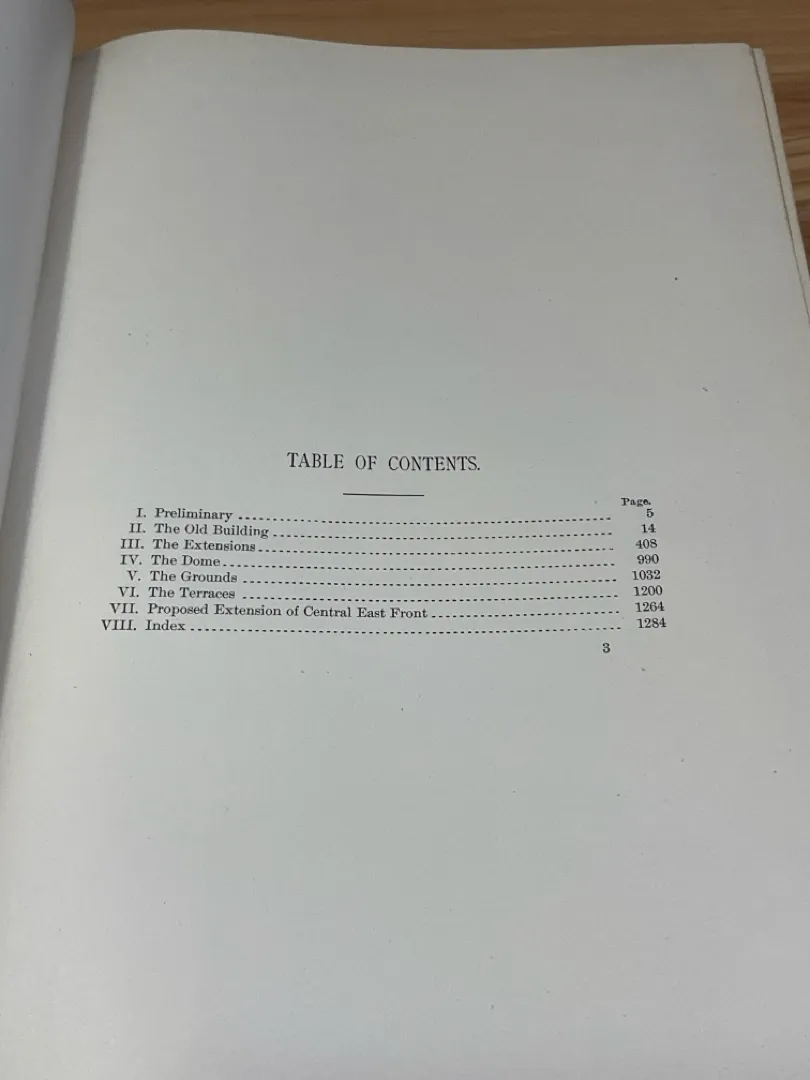 TABLE OF CONTENTS.
Page.
I. Preliminary 5
II. The Old Building 14
III. The Extensions 408
IV. The Dome 990
V. The Grounds 1032
VI. The Terraces 1200
VII. Proposed Extension of Central East Front 1264
VIII. Index 1284
3